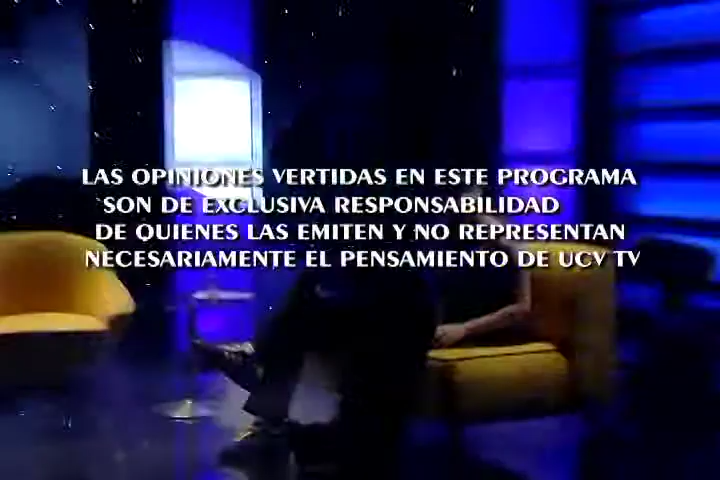 LAS OPINIONES VERTIDAS EN ESTE PROGRAMA
SON DE EXCLUSIVA RESPONSABILIDAD
DE QUIENES LAS EMITEN Y NO REPRESENTAN
NECESARIAMENTE EL PENSAMIENTO DE UCV TV